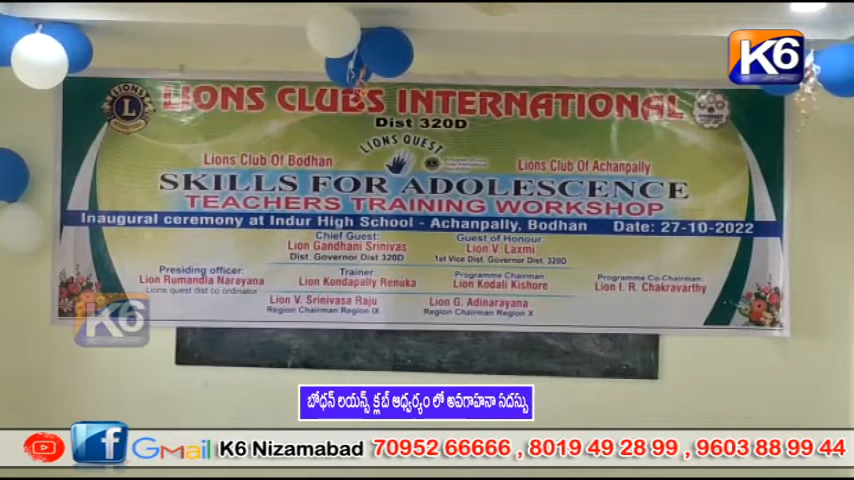 K6
LIONS CLUBS INTERNATIONAL
Dist 320D
LIONS QUEST
Lions Club Of Bodhan
Lions Club Of Achanpally
SKILLS FOR ADOLESCENCE
TEACHERS TRAINING WORKSHOP
Inaugural ceremony at Indur High School - Achanpally, Bodhan Date: 27-10-2022
Chief Guest:
Lion Gandhani Srinivas
Dist. Governor Dist 320D
Guest of Honour:
Lion V. Laxmi
1st Vice Dist. Governor Dist. 320D
Presiding officer:
Lion Rumandla Narayana
Lions quest dist co ordinator
Trainer:
Lion Kondapally Renuka
Programme Chairman
Lion Kodali Kishore
Programme Co-Chairman:
Lion I. R. Chakravarthy
Lion V. Srinivasa Raju
Region Chairman Region IX
Lion G. Adinarayana
Region Chairman Region X
K6
బోధన్ లయన్స్ క్లబ్ ఆధ్వర్యం లో అవగాహనా సదస్సు
f Gmail K6 Nizamabad 70952 66666 , 8019 49 28 99 , 9603 88 99 44